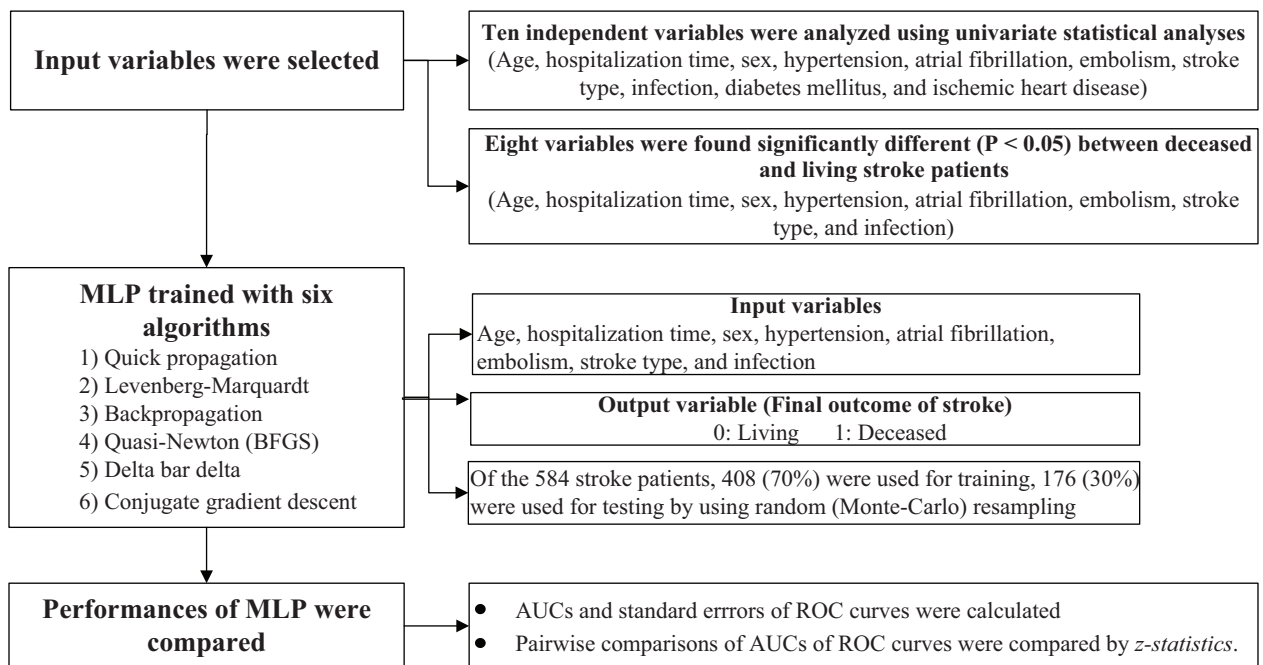 Input variables were selected
Ten independent variables were analyzed using univariate statistical analyses
(Age, hospitalization time, sex, hypertension, atrial fibrillation, embolism, stroke
type, infection, diabetes mellitus, and ischemic heart disease)
Eight variables were found significantly different (P < 0.05) between deceased
and living stroke patients
(Age, hospitalization time, sex, hypertension, atrial fibrillation, embolism, stroke
type, and infection)
MLP trained with six
algorithms
1) Quick propagation
2) Levenberg-Marquardt
3) Backpropagation
4) Quasi-Newton (BFGS)
5) Delta bar delta
6) Conjugate gradient descent
Input variables
Age, hospitalization time, sex, hypertension, atrial fibrillation,
embolism, stroke type, and infection
Output variable (Final outcome of stroke)
0: Living 1: Deceased
Of the 584 stroke patients, 408 (70%) were used for training, 176 (30%)
were used for testing by using random (Monte-Carlo) resampling
Performances of MLP were
compared
• AUCs and standard errrors of ROC curves were calculated
• Pairwise comparisons of AUCs of ROC curves were compared by z-statistics.